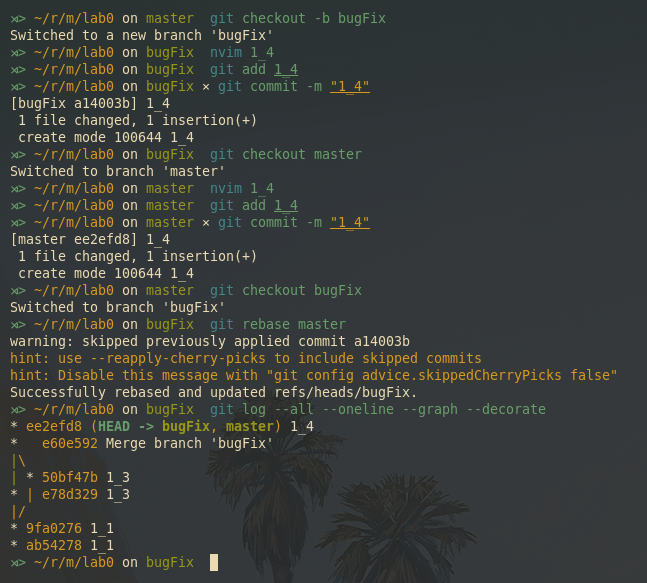 ⋊> ~/r/m/lab0 on master  git checkout -b bugFix
Switched to a new branch 'bugFix'
⋊> ~/r/m/lab0 on bugFix  nvim 1_4
⋊> ~/r/m/lab0 on bugFix  git add 1_4
⋊> ~/r/m/lab0 on bugFix × git commit -m "1_4"
[bugFix a14003b] 1_4
 1 file changed, 1 insertion(+)
 create mode 100644 1_4
⋊> ~/r/m/lab0 on bugFix  git checkout master
Switched to branch 'master'
⋊> ~/r/m/lab0 on master  nvim 1_4
⋊> ~/r/m/lab0 on master  git add 1_4
⋊> ~/r/m/lab0 on master × git commit -m "1_4"
[master ee2efd8] 1_4
 1 file changed, 1 insertion(+)
 create mode 100644 1_4
⋊> ~/r/m/lab0 on master  git checkout bugFix
Switched to branch 'bugFix'
⋊> ~/r/m/lab0 on bugFix  git rebase master
warning: skipped previously applied commit a14003b
hint: use --reapply-cherry-picks to include skipped commits
hint: Disable this message with "git config advice.skippedCherryPicks false"
Successfully rebased and updated refs/heads/bugFix.
⋊> ~/r/m/lab0 on bugFix  git log --all --oneline --graph --decorate
* ee2efd8 (HEAD -> bugFix, master) 1_4
*   e60e592 Merge branch 'bugFix'
|\
| * 50bf47b 1_3
* | e78d329 1_3
|/
* 9fa0276 1_1
* ab54278 1_1
⋊> ~/r/m/lab0 on bugFix